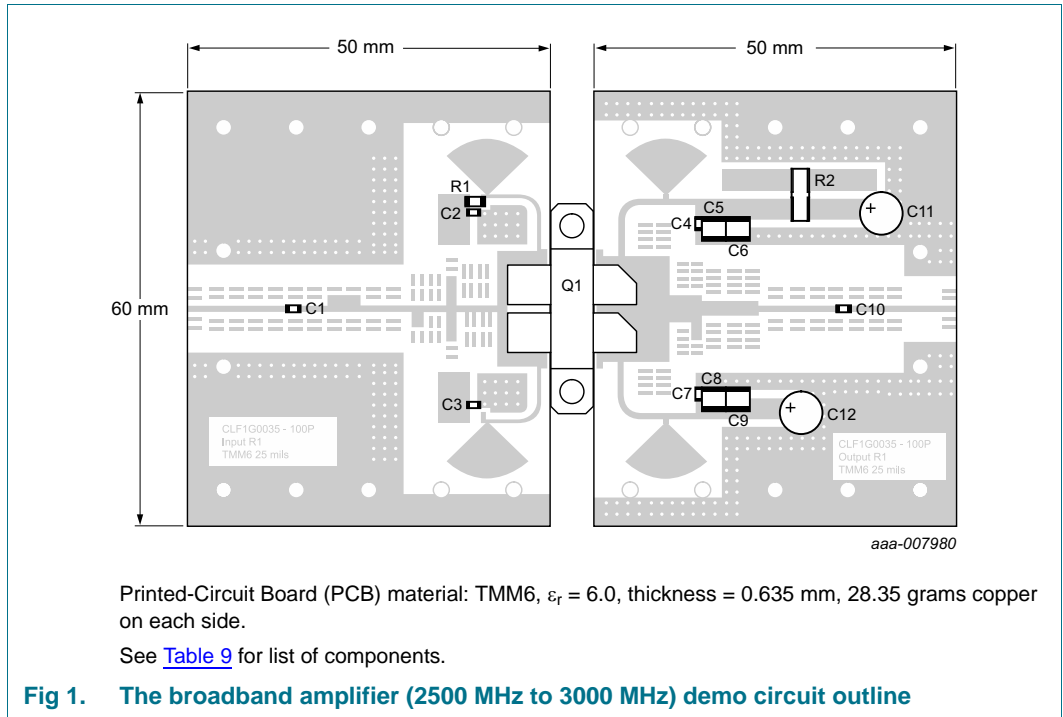 50 mm
50 mm
60 mm
R1
C2
C1
C3
Q1
R2
C5
C4
C6
C11
C10
C8
C7
C9
C12
+
+
CLF1G0035 - 100P
Input R1
TMM6 25 mils
CLF1G0035 - 100P
Output R1
TMM6 25 mils
aaa-007980
Printed-Circuit Board (PCB) material: TMM6, εr = 6.0, thickness = 0.635 mm, 28.35 grams copper
on each side.
See Table 9 for list of components.
Fig 1. The broadband amplifier (2500 MHz to 3000 MHz) demo circuit outline